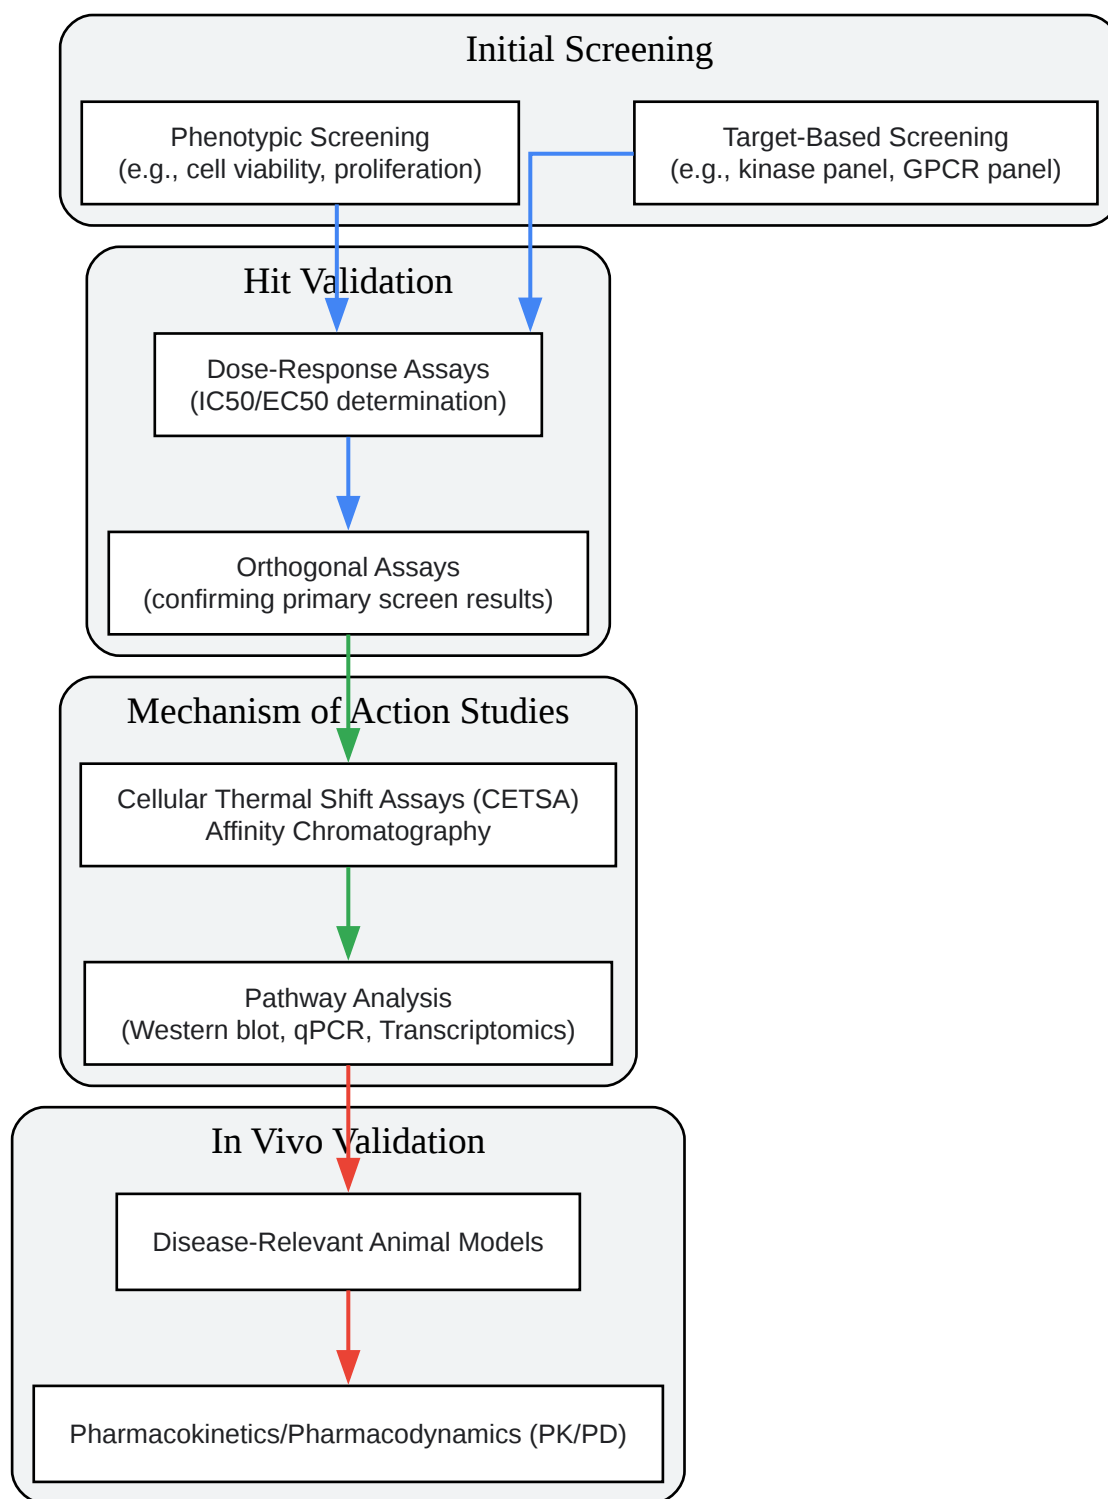 Initial Screening
Phenotypic Screening
(e.g., cell viability, proliferation)
Target-Based Screening
(e.g., kinase panel, GPCR panel)
Hit Validation
Dose-Response Assays
(IC50/EC50 determination)
Orthogonal Assays
(confirming primary screen results)
Mechanism of Action Studies
Cellular Thermal Shift Assays (CETSA)
Affinity Chromatography
Pathway Analysis
(Western blot, qPCR, Transcriptomics)
In Vivo Validation
Disease-Relevant Animal Models
Pharmacokinetics/Pharmacodynamics (PK/PD)